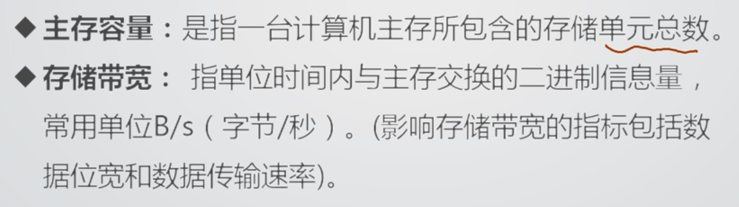 ◆主存容量：是指一台计算机主存所包含的存储单元总数。
◆存储带宽： 指单位时间内与主存交换的二进制信息量，
常用单位B/s（字节/秒）。(影响存储带宽的指标包括数
据位宽和数据传输速率)。